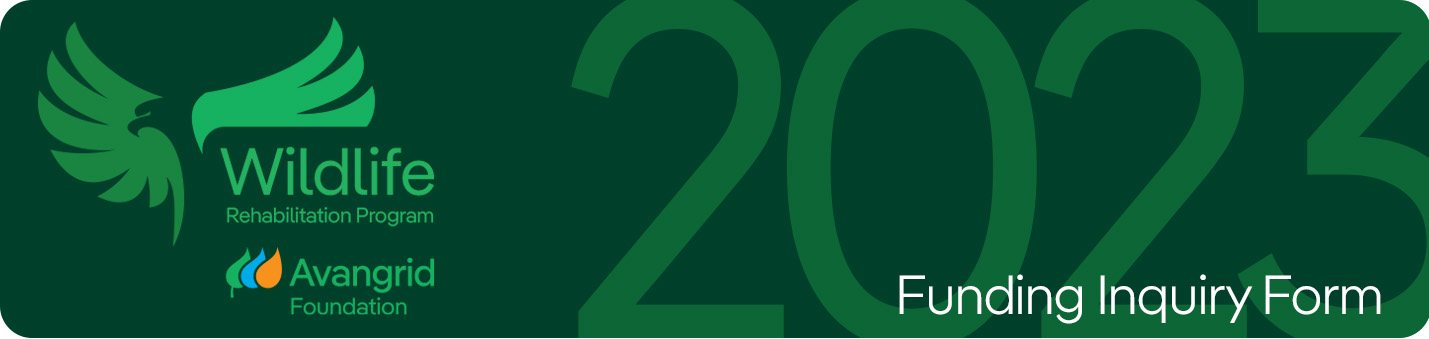 Wildlife
Rehabilitation Program
Avangrid
Foundation
2023
Funding Inquiry Form